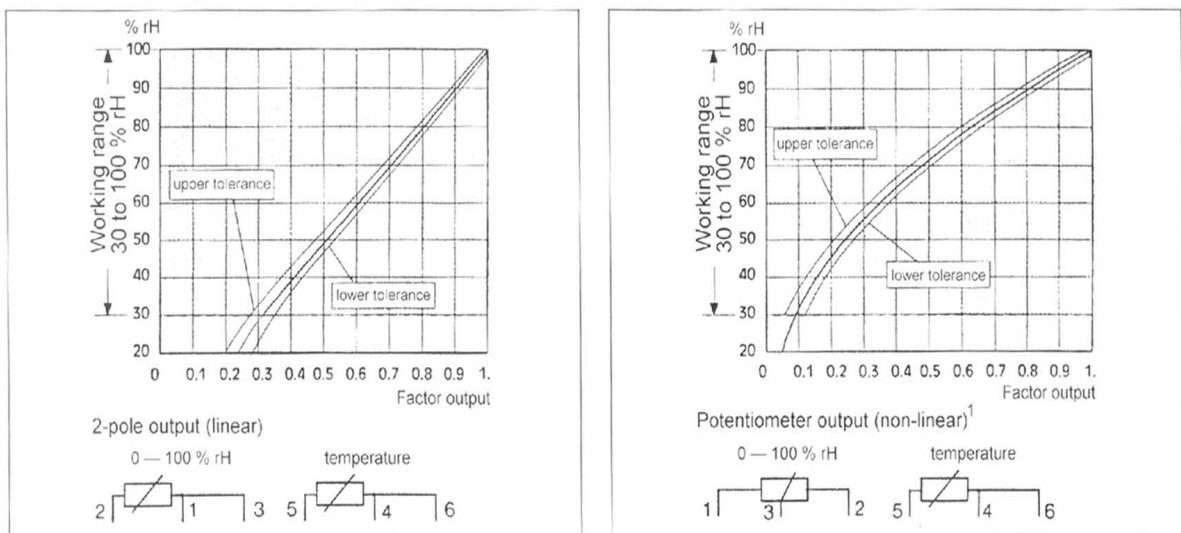 % rH
100
90
80
70
60
50
40
30
20
Working range
30 to 100 % rH
upper tolerance
lower tolerance
0 0.1 0.2 0.3 0.4 0.5 0.6 0.7 0.8 0.9 1.
Factor output
2-pole output (linear)
0 — 100 % rH temperature
2 1 3 5 4 6
% rH
100
90
80
70
60
50
40
30
20
Working range
30 to 100 % rH
upper tolerance
lower tolerance
0 0.1 0.2 0.3 0.4 0.5 0.6 0.7 0.8 0.9 1.
Factor output
Potentiometer output (non-linear)1
0 — 100 % rH temperature
1 3 2 5 4 6